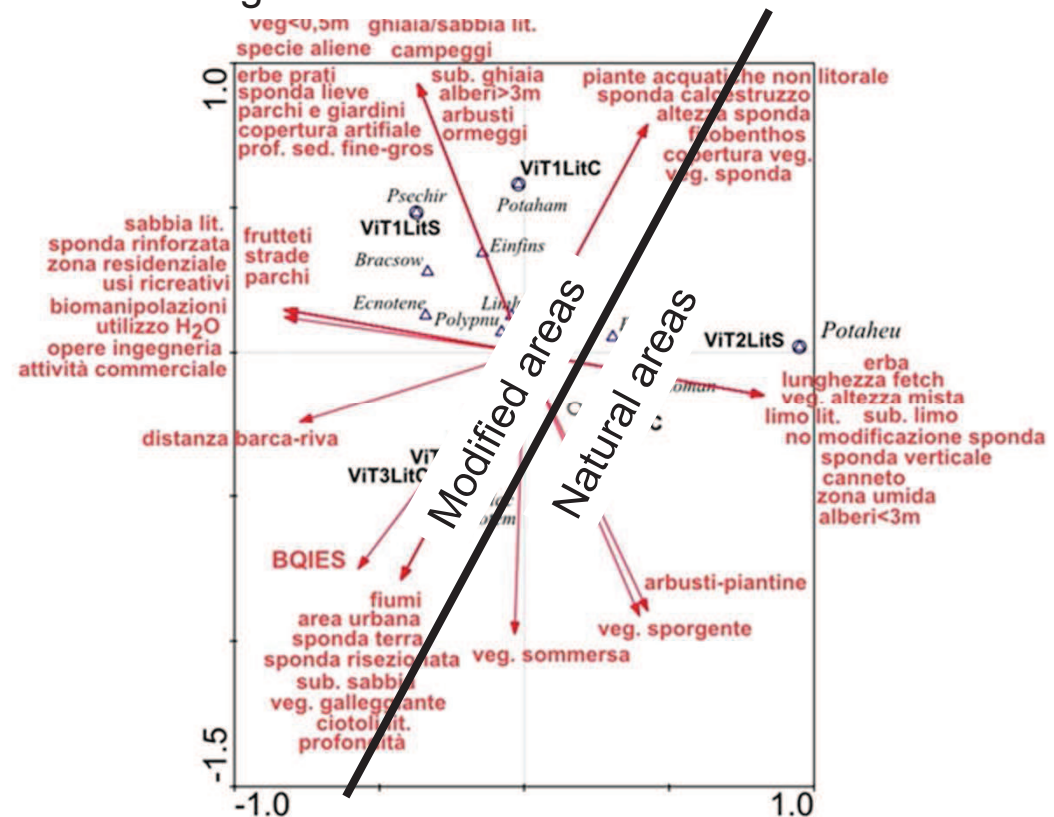 veg<0,5m ghiaia/sabbia lit.
specie aliene campeggi
1.0
erbe prati
sponda lieve
parchi e giardini
copertura artifiale
prof. sed. fine-gros
sub. ghiaia
alberi>3m
arbusti
ormeggi
piante acquatiche non litorale
sponda calcestruzzo
altezza sponda
fitobenthos
copertura veg.
veg. sponda
ViT1LitC
Potaham
Psechir
ViT1LitS
Einfins
Bracsow
Ecnotene
Polypnu
sabbia lit.
sponda rinforzata
zona residenziale
usi ricreativi
frutteti
strade
parchi
biomanipolazioni
utilizzo H2O
opere ingegneria
attività commerciale
distanza barca-riva
Modified areas
Natural areas
ViT2LitS
Potaheu
erba
lunghezza fetch
veg. altezza mista
limo lit. sub. limo
no modificazione sponda
sponda verticale
canneto
zona umida
alberi<3m
ViT3LitC
BQIES
fiumi
area urbana
sponda terra
sponda risezionata
sub. sabbia
veg. galleggiante
ciotoli lit.
profondità
veg. sommersa
arbusti-piantine
veg. sporgente
-1.5
-1.0
1.0